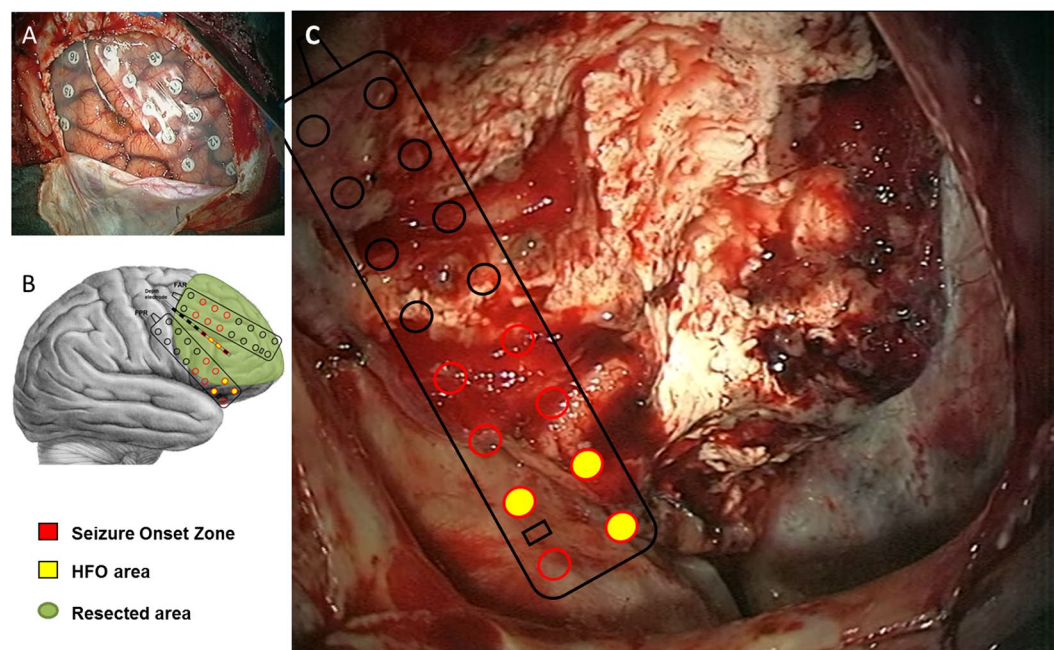 A
C
B
FAR
Depth
electrode
FPR
Seizure Onset Zone
HFO area
Resected area